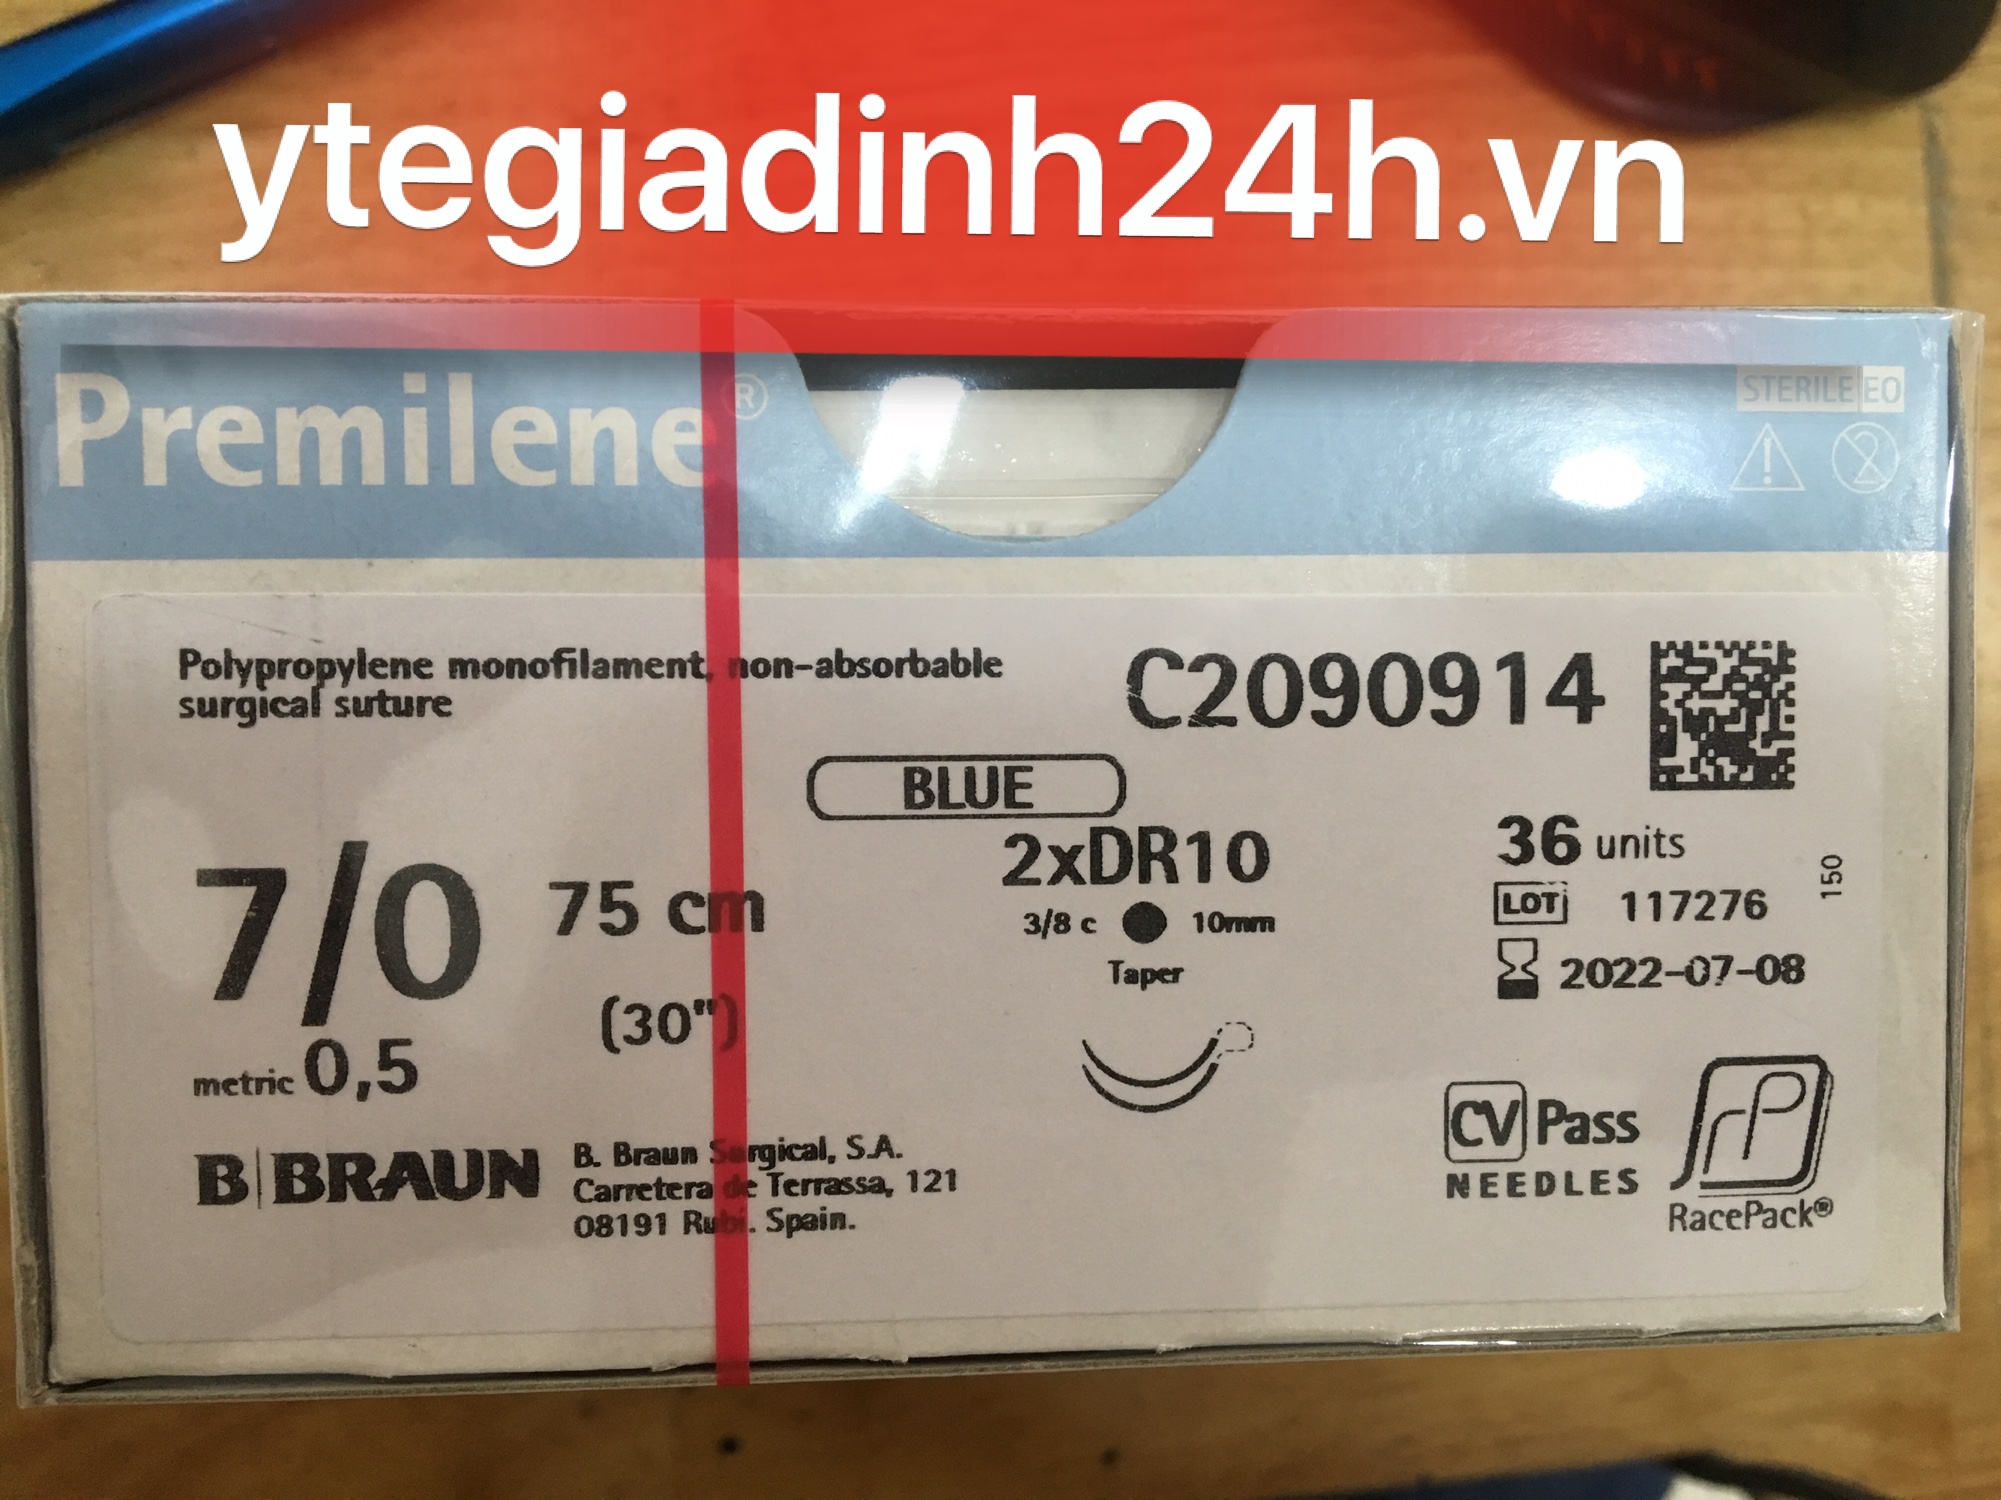 ytegiadinh24h.vn
Premilene®
STERILE EO
Polypropylene monofilament, non-absorbable
surgical suture
C2090914
BLUE
2xDR10
3/8 c 10mm
Taper
7/0
75 cm
(30")
metric 0,5
36 units
LOT 117276
2022-07-08
150
B|BRAUN
B. Braun Surgical, S.A.
Carretera de Terrassa, 121
08191 Rubí. Spain.
CV Pass
NEEDLES
rP
RacePack®